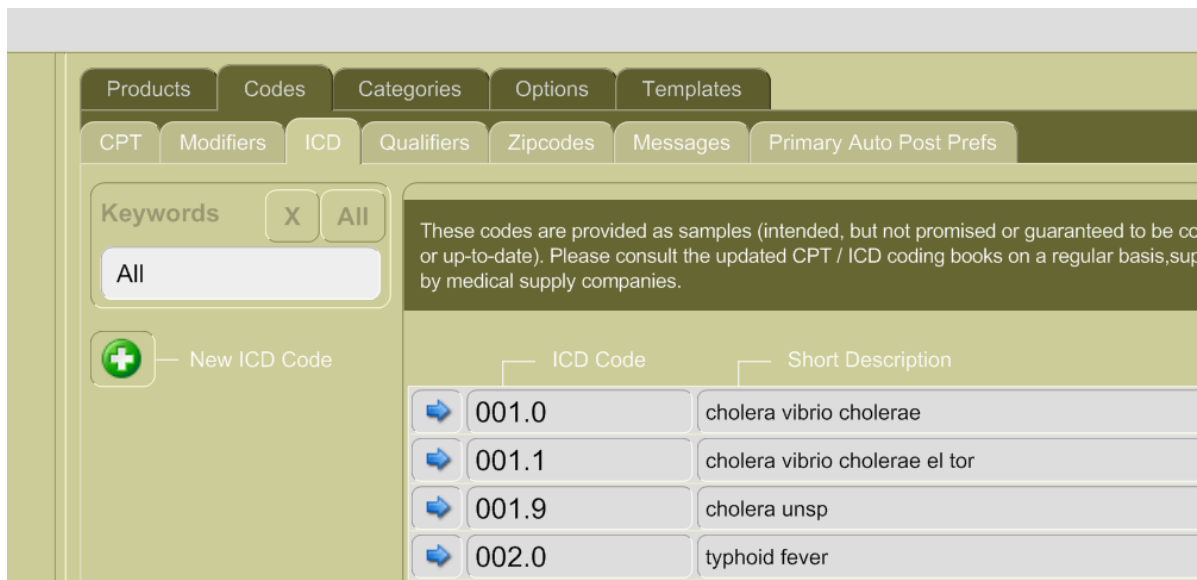 Products Codes Categories Options Templates
CPT Modifiers ICD Qualifiers Zipcodes Messages Primary Auto Post Prefs
Keywords X All
All
New ICD Code
These codes are provided as samples (intended, but not promised or guaranteed to be
or up-to-date). Please consult the updated CPT / ICD coding books on a regular basis,
by medical supply companies.
ICD Code Short Description
001.0 cholera vibrio cholerae
001.1 cholera vibrio cholerae el tor
001.9 cholera unsp
002.0 typhoid fever